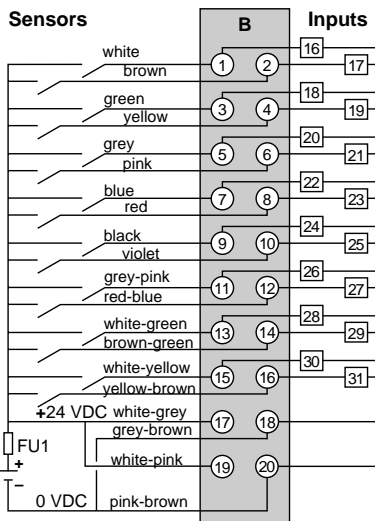 Sensors B Inputs
white 16
brown 1 2 17
green 18
yellow 3 4 19
grey 20
pink 5 6 21
blue 22
red 7 8 23
black 24
violet 9 10 25
grey-pink 26
red-blue 11 12 27
white-green 28
brown-green 13 14 29
white-yellow 30
yellow-brown 15 16 31
+24 VDC white-grey 17 18
grey-brown
FU1 white-pink 19 20
+
−
0 VDC pink-brown